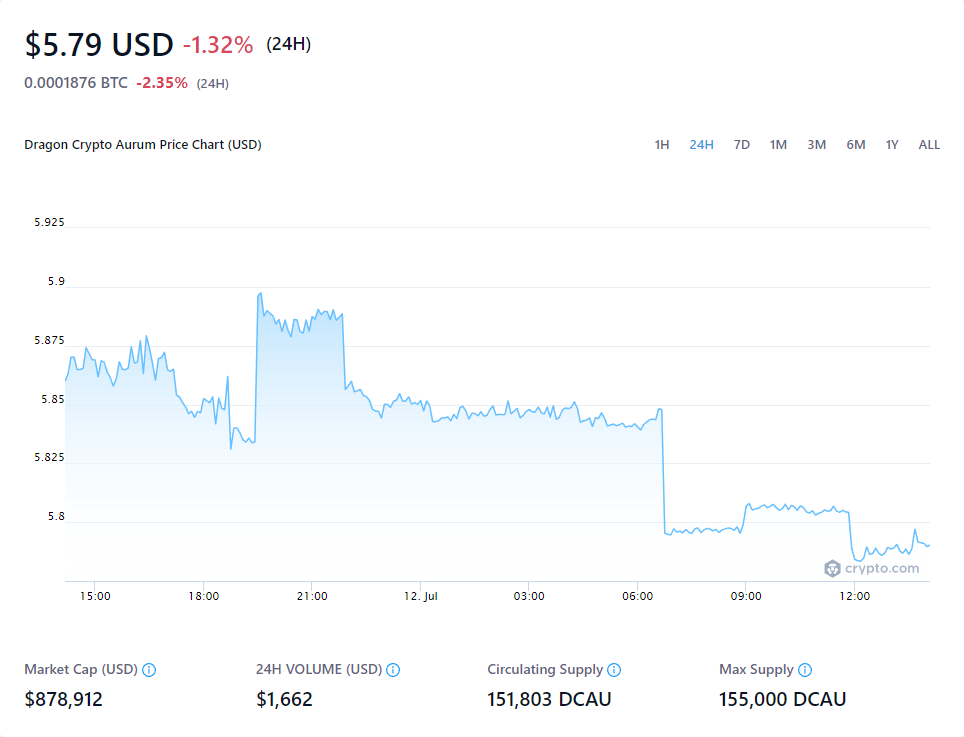 $5.79 USD -1.32% (24H)
0.0001876 BTC -2.35% (24H)
Dragon Crypto Aurum Price Chart (USD) 1H 24H 7D 1M 3M 6M 1Y ALL
5.925
5.9
5.875
5.85
5.825
5.8
crypto.com
15:00 18:00 21:00 12. Jul 03:00 06:00 09:00 12:00
Market Cap (USD) 24H VOLUME (USD) Circulating Supply Max Supply
$878,912 $1,662 151,803 DCAU 155,000 DCAU